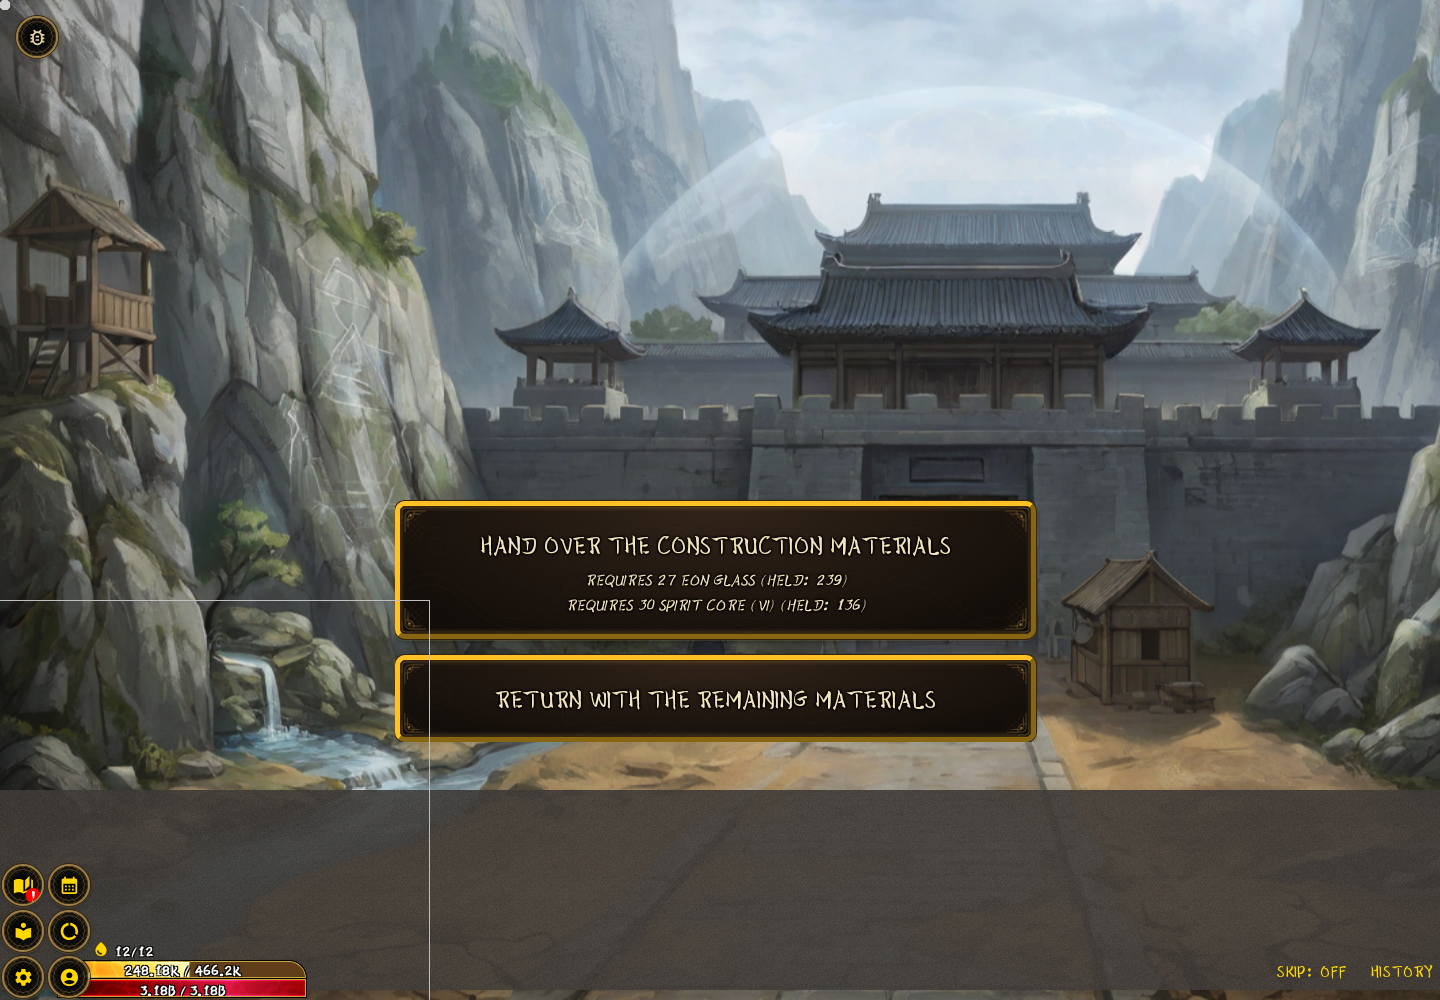 HAND OVER THE CONSTRUCTION MATERIALS
REQUIRES 27 EON GLASS (HELD: 239)
REQUIRES 30 SPIRIT CORE (VI) (HELD: 136)
RETURN WITH THE REMAINING MATERIALS
12/12
248.18K / 466.2K
3.18B / 3.18B
SKIP: OFF
HISTORY